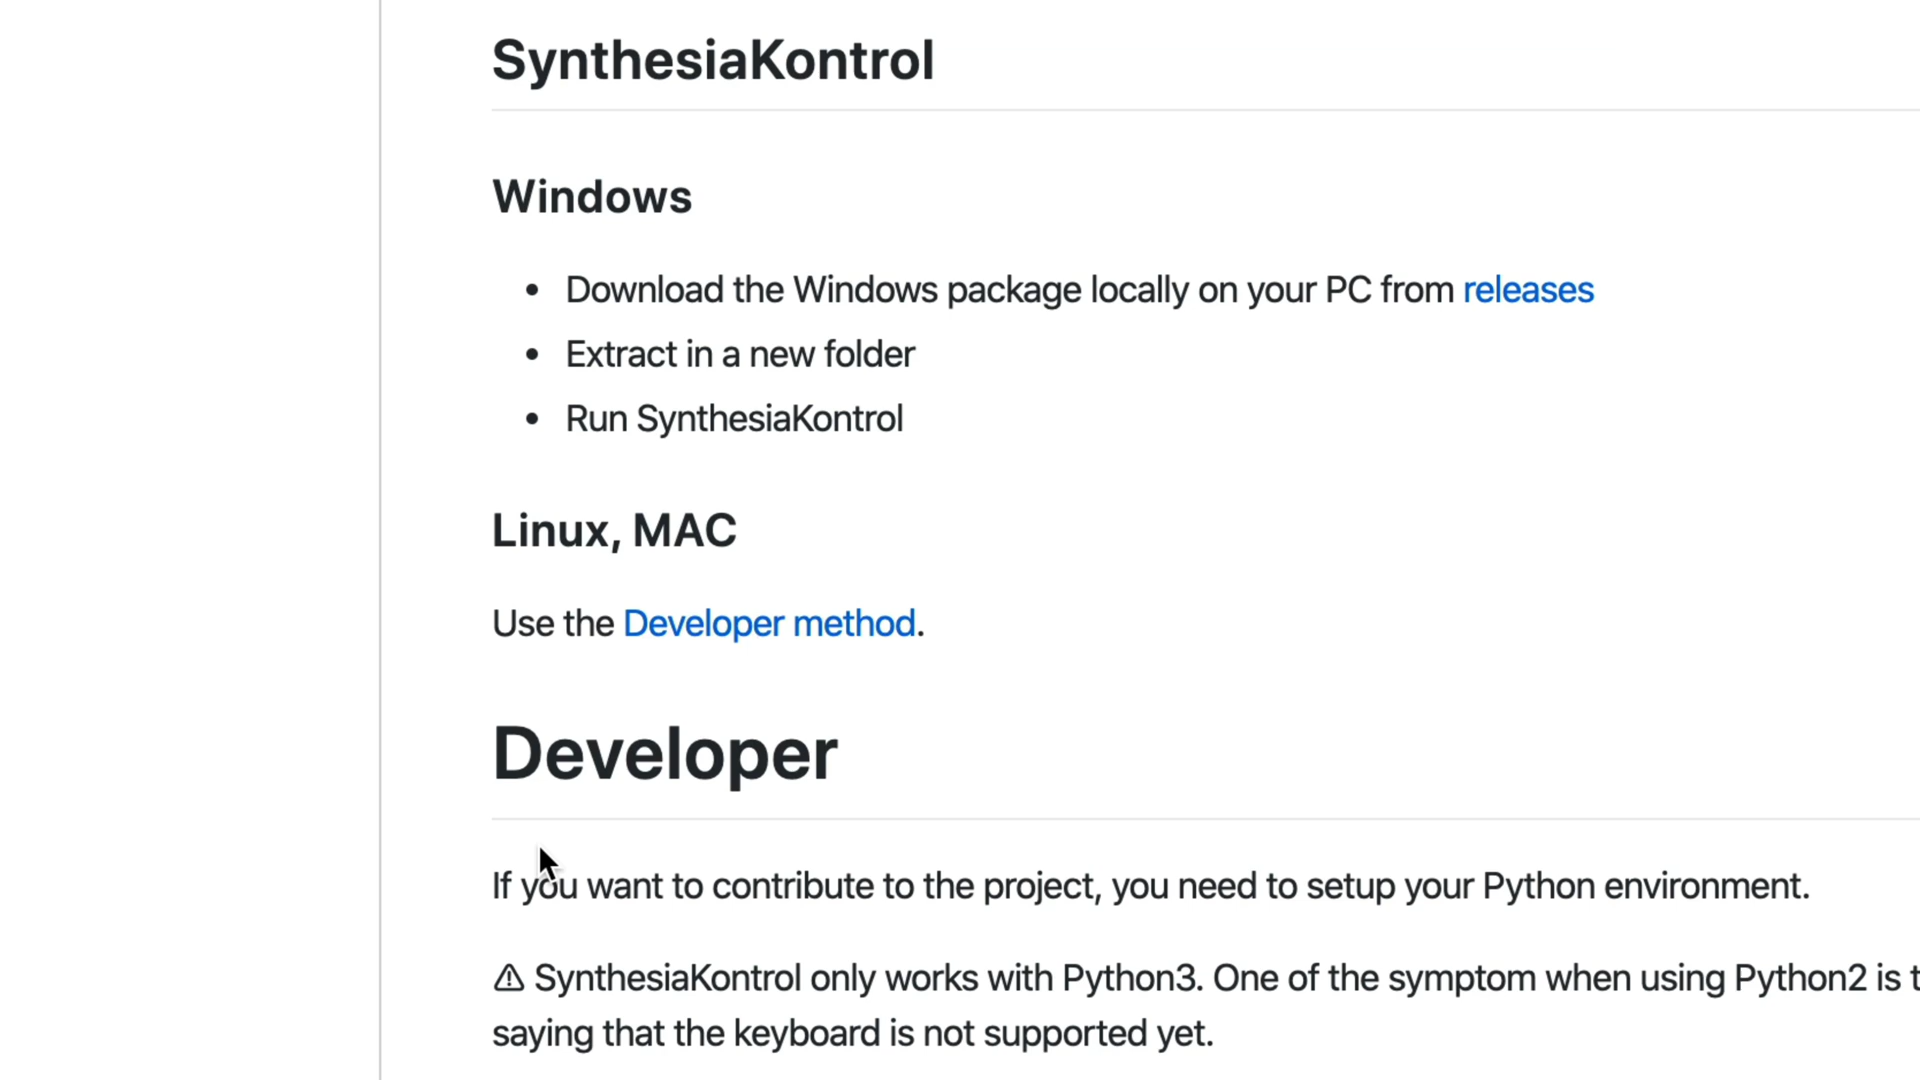 SynthesiaKontrol
Windows
• Download the Windows package locally on your PC from releases
• Extract in a new folder
• Run SynthesiaKontrol
Linux, MAC
Use the Developer method.
Developer
If you want to contribute to the project, you need to setup your Python environment.
⚠ SynthesiaKontrol only works with Python3. One of the symptom when using Python2 is
saying that the keyboard is not supported yet.